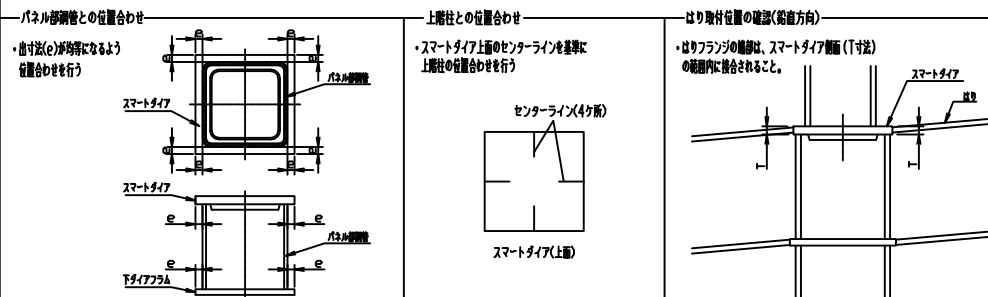 パネル部鋼管との位置合わせ
・出寸法(e)が均等になるよう
位置合わせを行う
e
e
e
e
パネル部鋼管
スマートダイア
e
e
e
e
スマートダイア
e
e
パネル部鋼管
e
e
下ダイアフラム
上階柱との位置合わせ
・スマートダイア上面のセンターラインを基準に
上階柱の位置合わせを行う
センターライン(4ケ所)
スマートダイア(上面)
はり取付位置の確認(鉛直方向)
・はりフランジの端部は、スマートダイア側面(T寸法)
の範囲内に接合されること。
スマートダイア
はり
T
T